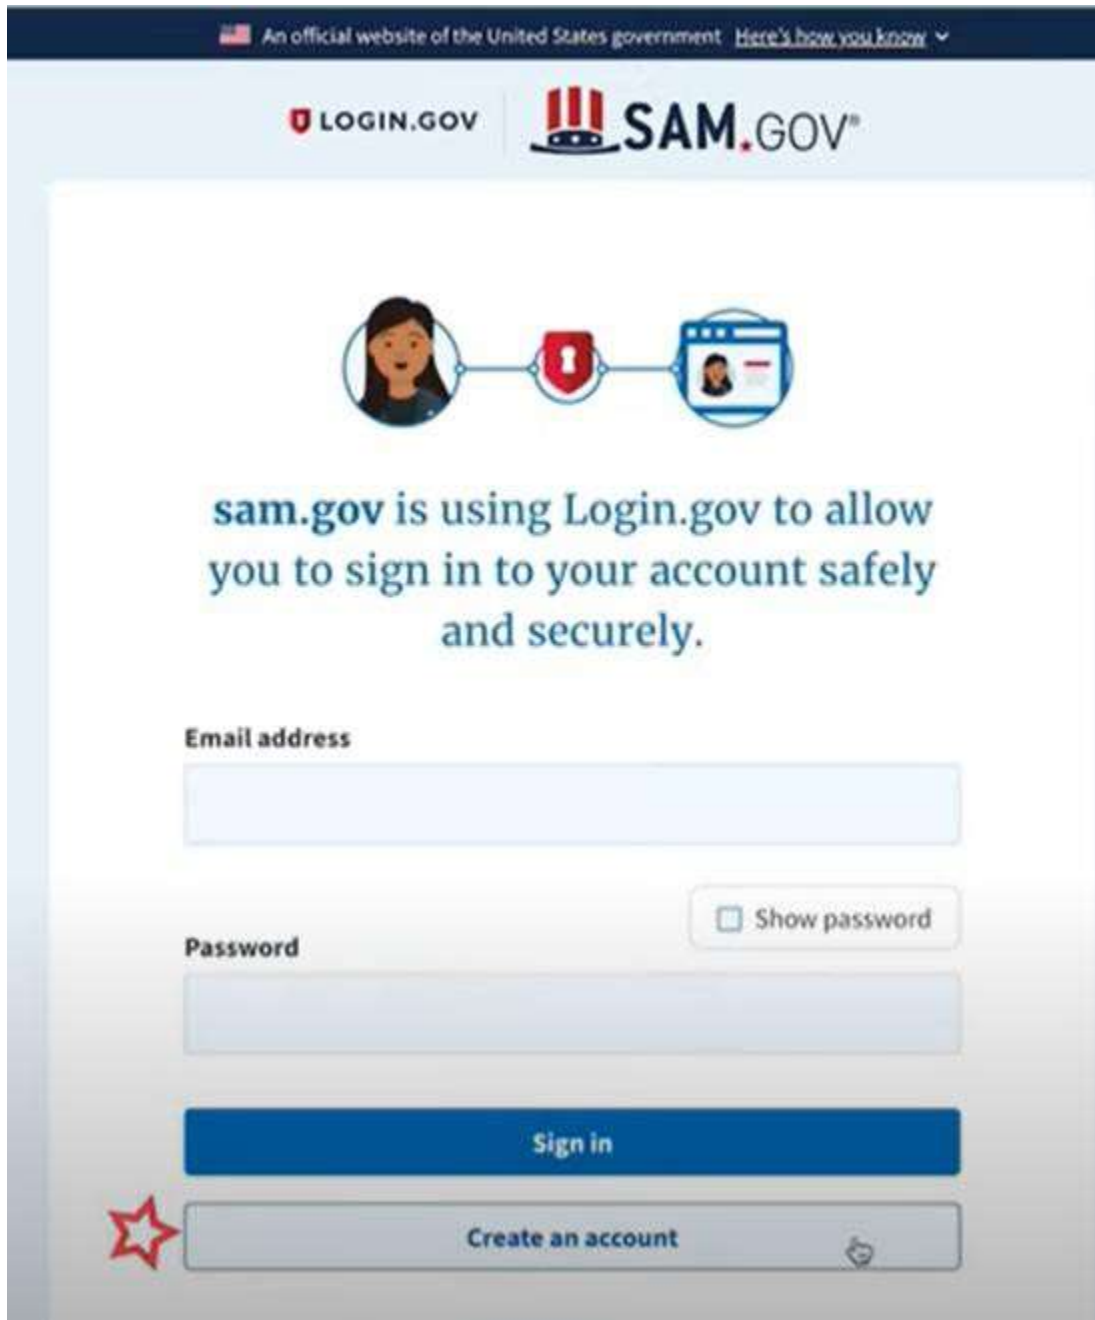 An official website of the United States government Here's how you know
LOGIN.GOV SAM.GOV®
sam.gov is using Login.gov to allow
you to sign in to your account safely
and securely.
Email address
Show password
Password
Sign in
Create an account